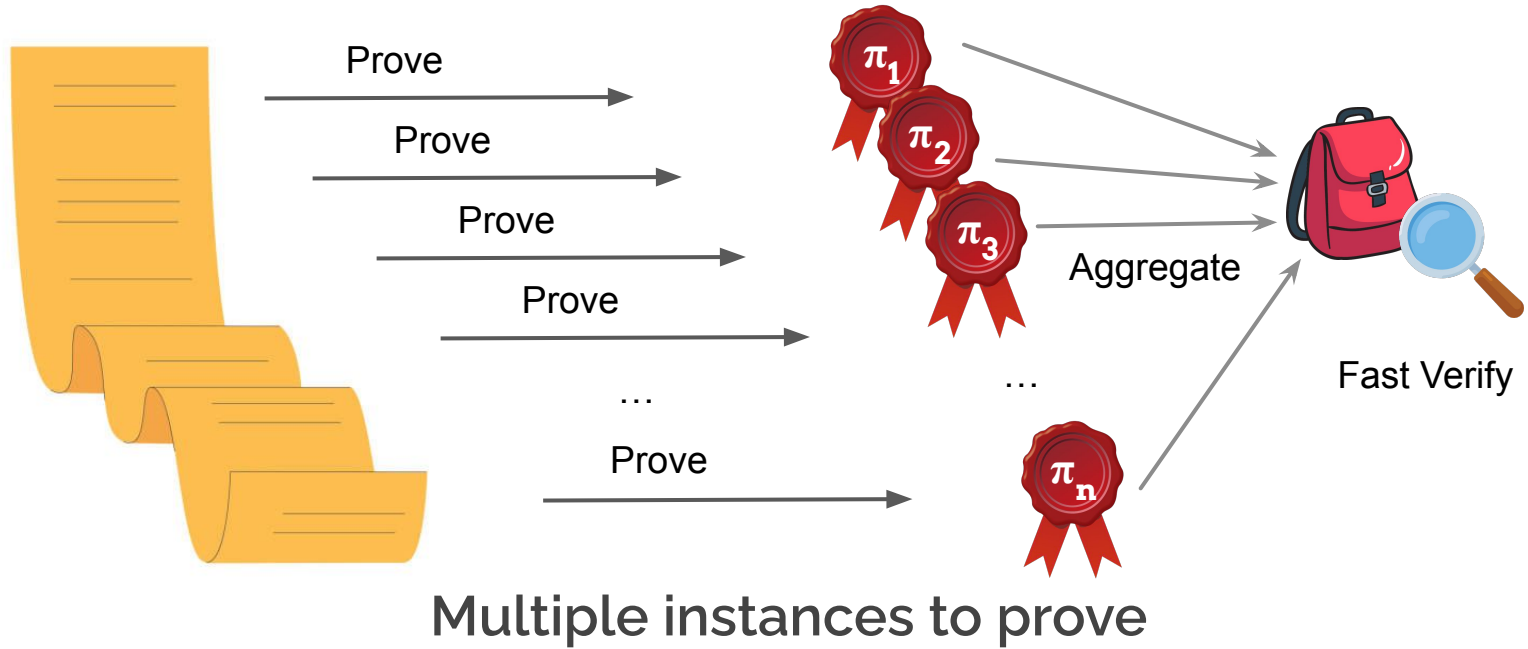 Prove
Prove
Prove
Prove
...
Prove
π1
π2
π3
...
πn
Aggregate
Fast Verify
Multiple instances to prove